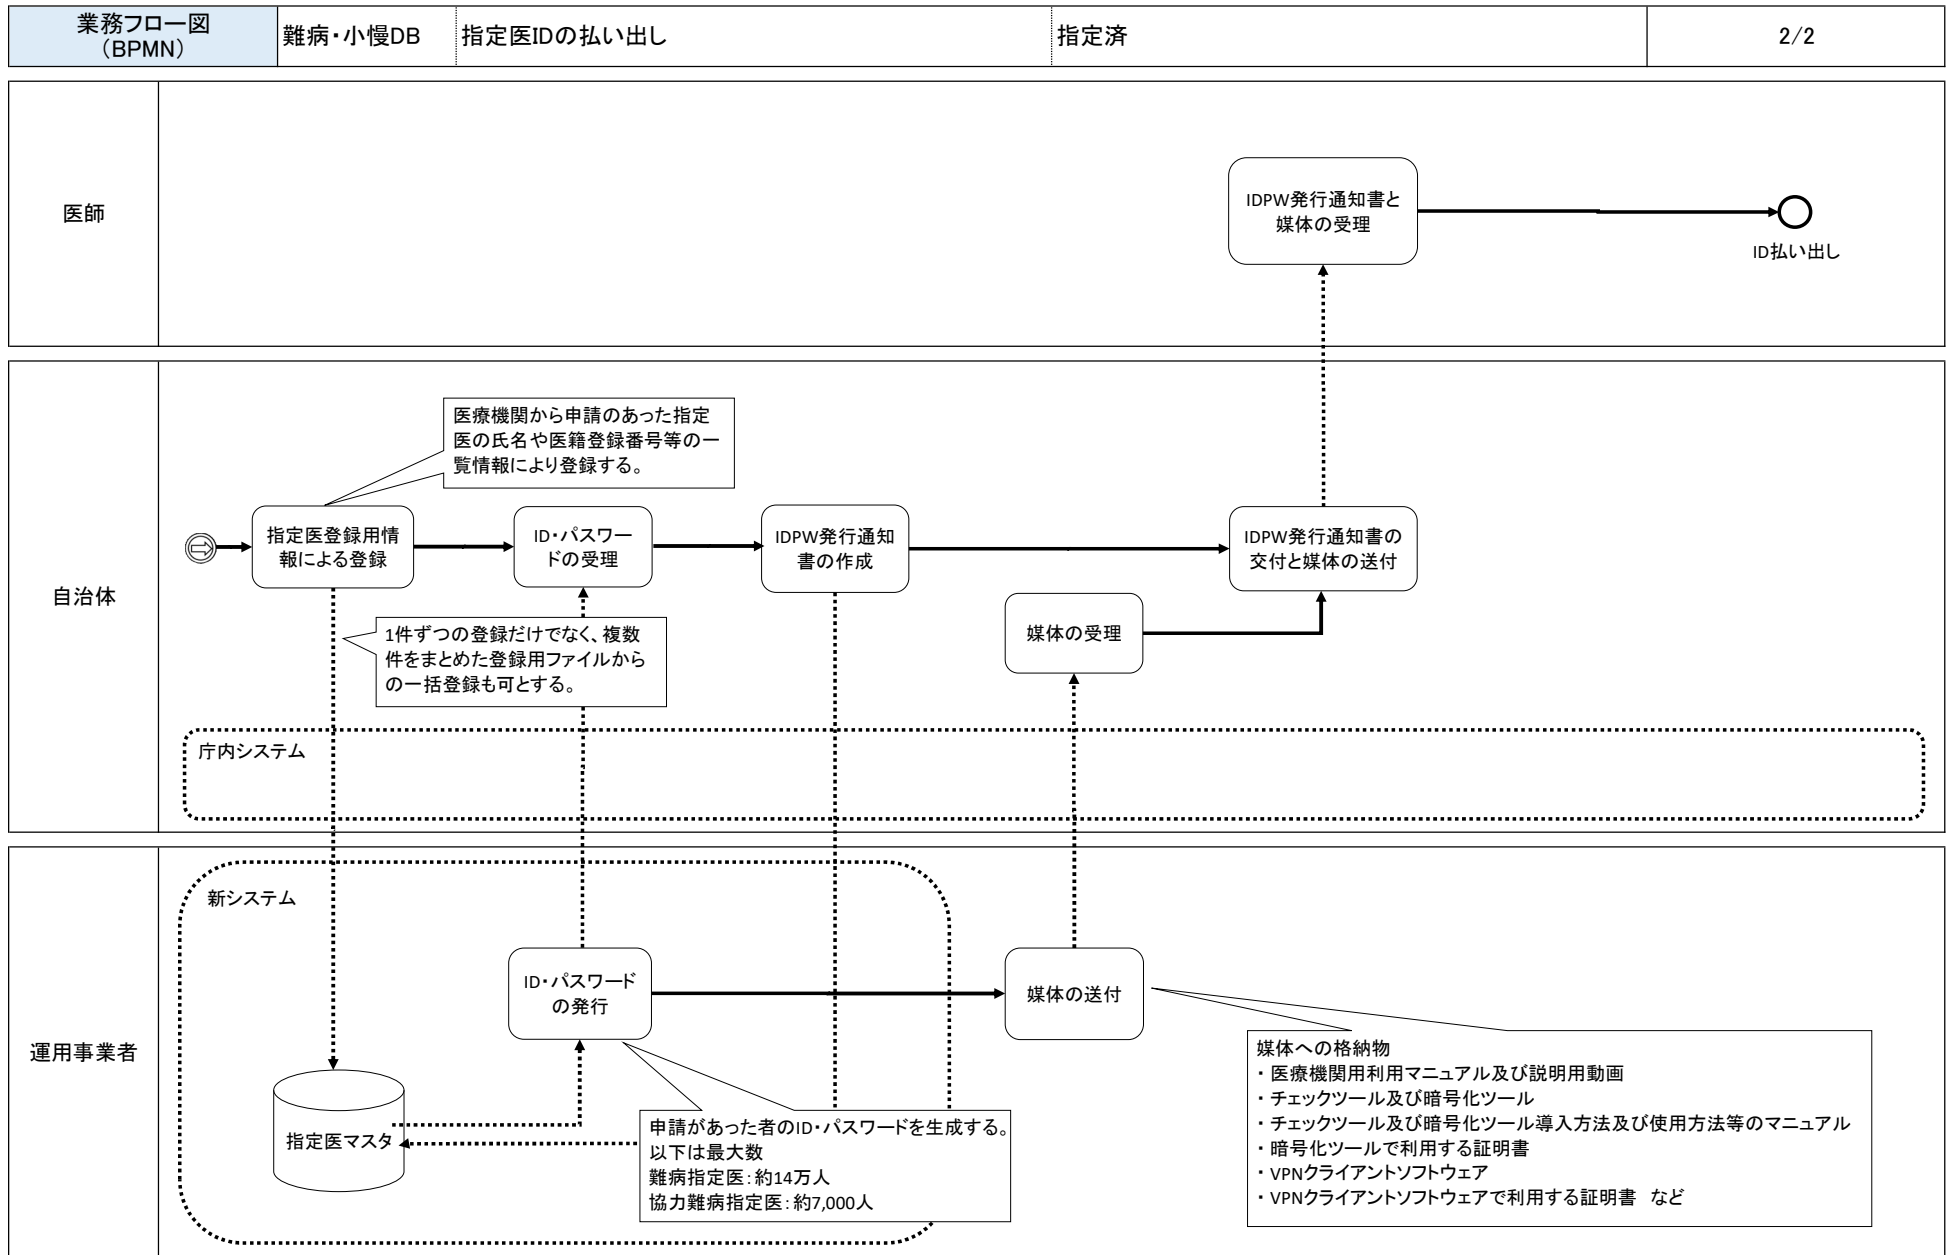 業務フロー図
（BPMN）
難病・小慢DB
指定医IDの払い出し
指定済
2/2
医師
IDPW発行通知書と
媒体の受理
ID払い出し
自治体
医療機関から申請のあった指定
医の氏名や医籍登録番号等の一
覧情報により登録する。
指定医登録用情
報による登録
ID・パスワー
ドの受理
IDPW発行通知
書の作成
IDPW発行通知書の
交付と媒体の送付
1件ずつの登録だけでなく、複数
件をまとめた登録用ファイルから
の一括登録も可とする。
媒体の受理
庁内システム
運用事業者
新システム
ID・パスワード
の発行
媒体の送付
指定医マスタ
申請があった者のID・パスワードを生成する。
以下は最大数
難病指定医：約14万人
協力難病指定医：約7,000人
媒体への格納物
・医療機関用利用マニュアル及び説明用動画
・チェックツール及び暗号化ツール
・チェックツール及び暗号化ツール導入方法及び使用方法等のマニュアル
・暗号化ツールで利用する証明書
・VPNクライアントソフトウェア
・VPNクライアントソフトウェアで利用する証明書　など